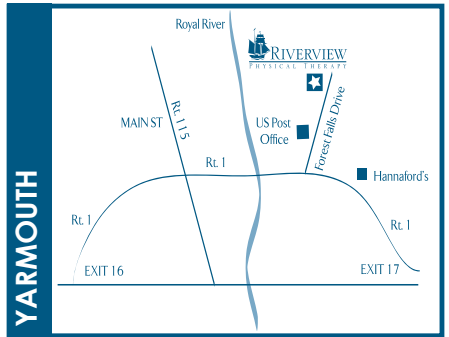 Royal River
RIVERVIEW
PHYSICAL THERAPY
MAIN ST
Rt. 115
US Post
Office
Forest Falls Drive
Rt. 1
Hannaford's
Rt. 1
Rt. 1
EXIT 16
EXIT 17
YARMOUTH